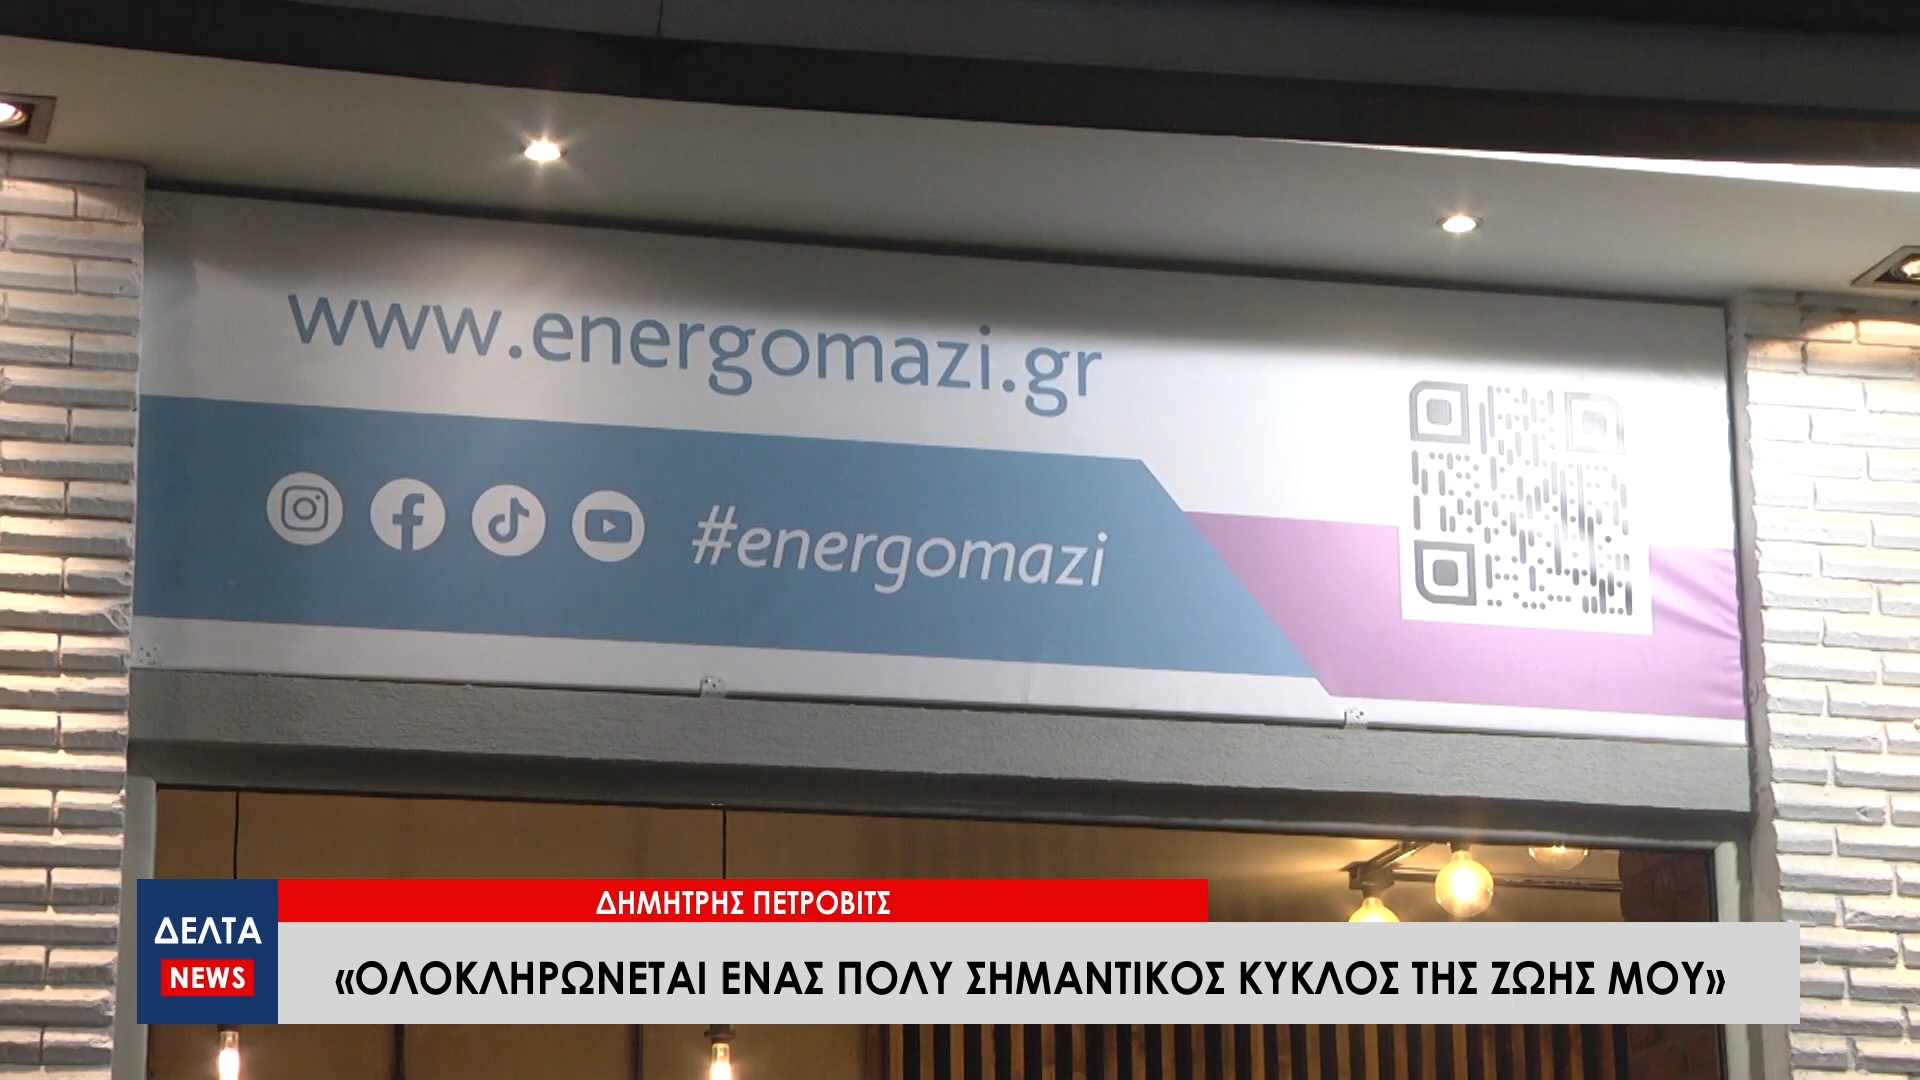 www.energomazi.gr
#energomazi
ΔΗΜΗΤΡΗΣ ΠΕΤΡΟΒΙΤΣ
ΔΕΛΤΑ
NEWS
«ΟΛΟΚΛΗΡΩΝΕΤΑΙ ΕΝΑΣ ΠΟΛΥ ΣΗΜΑΝΤΙΚΟΣ ΚΥΚΛΟΣ ΤΗΣ ΖΩΗΣ ΜΟΥ»